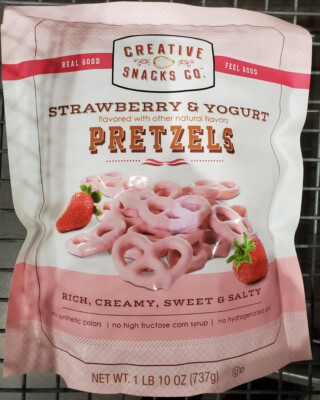 CREATIVE
SNACKS CO.
REAL GOOD
FEEL GOOD
STRAWBERRY & YOGURT
flavored with other natural flavors
PRETZELS
RICH, CREAMY, SWEET & SALTY
no synthetic colors | no high fructose corn syrup | no hydrogenated oils
NET WT. 1 LB 10 OZ (737g) Ⓤ D